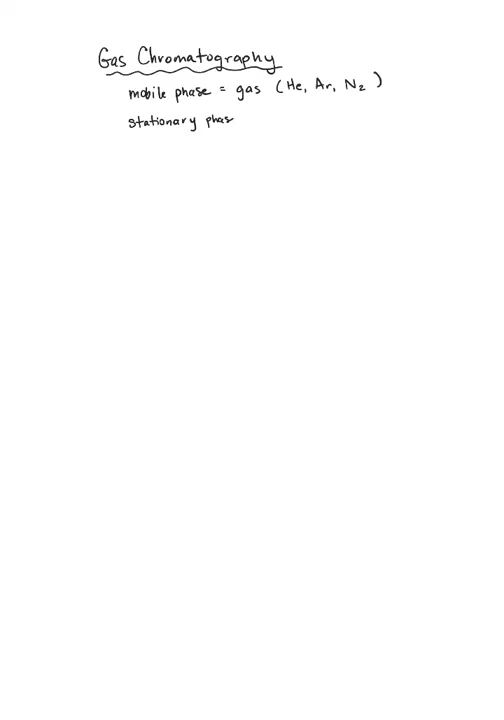 Gas Chromatography
mobile phase = gas (He, Ar, N₂)
stationary phas